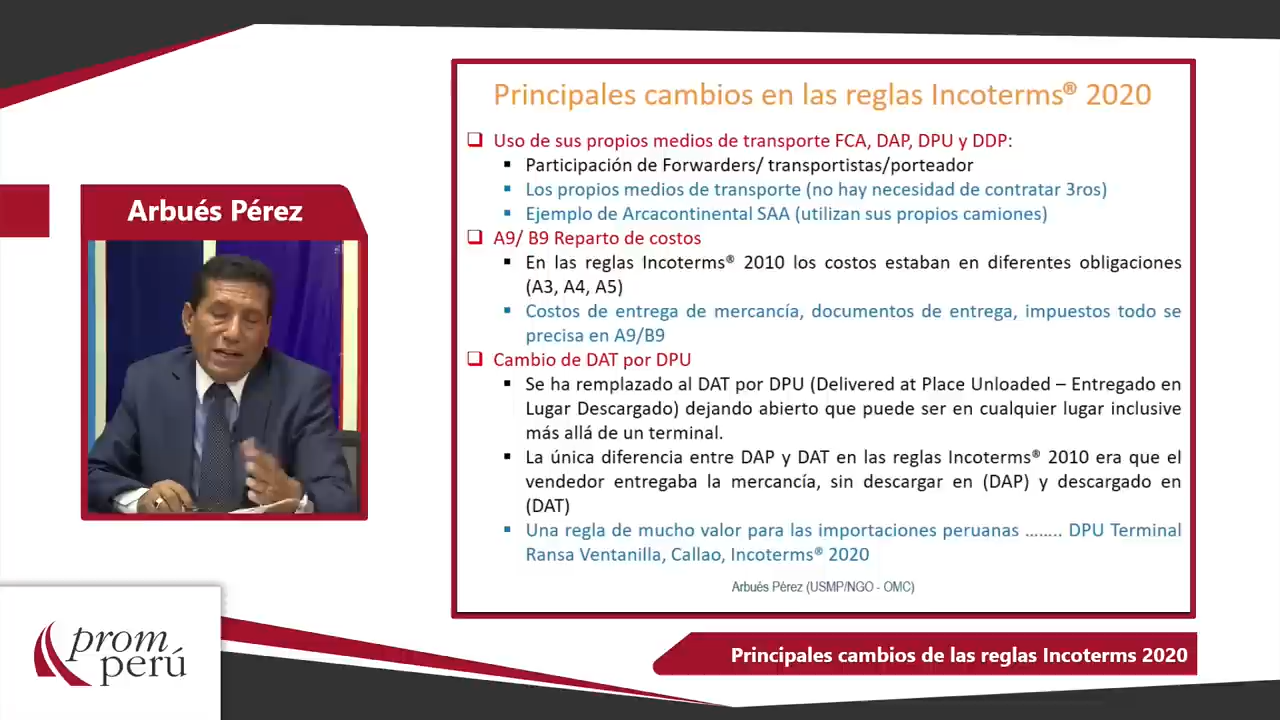 Arbués Pérez
Principales cambios en las reglas Incoterms® 2020
Uso de sus propios medios de transporte FCA, DAP, DPU y DDP:
Participación de Forwarders/ transportistas/porteador
Los propios medios de transporte (no hay necesidad de contratar 3ros)
Ejemplo de Arcacontinental SAA (utilizan sus propios camiones)
A9/ B9 Reparto de costos
En las reglas Incoterms® 2010 los costos estaban en diferentes obligaciones
(A3, A4, A5)
Costos de entrega de mercancía, documentos de entrega, impuestos todo se
precisa en A9/B9
Cambio de DAT por DPU
Se ha remplazado al DAT por DPU (Delivered at Place Unloaded – Entregado en
Lugar Descargado) dejando abierto que puede ser en cualquier lugar inclusive
más allá de un terminal.
La única diferencia entre DAP y DAT en las reglas Incoterms® 2010 era que el
vendedor entregaba la mercancía, sin descargar en (DAP) y descargado en
(DAT)
Una regla de mucho valor para las importaciones peruanas …….. DPU Terminal
Ransa Ventanilla, Callao, Incoterms® 2020
Arbués Pérez (USMP/NGO - OMC)
prom
perú
Principales cambios de las reglas Incoterms 2020